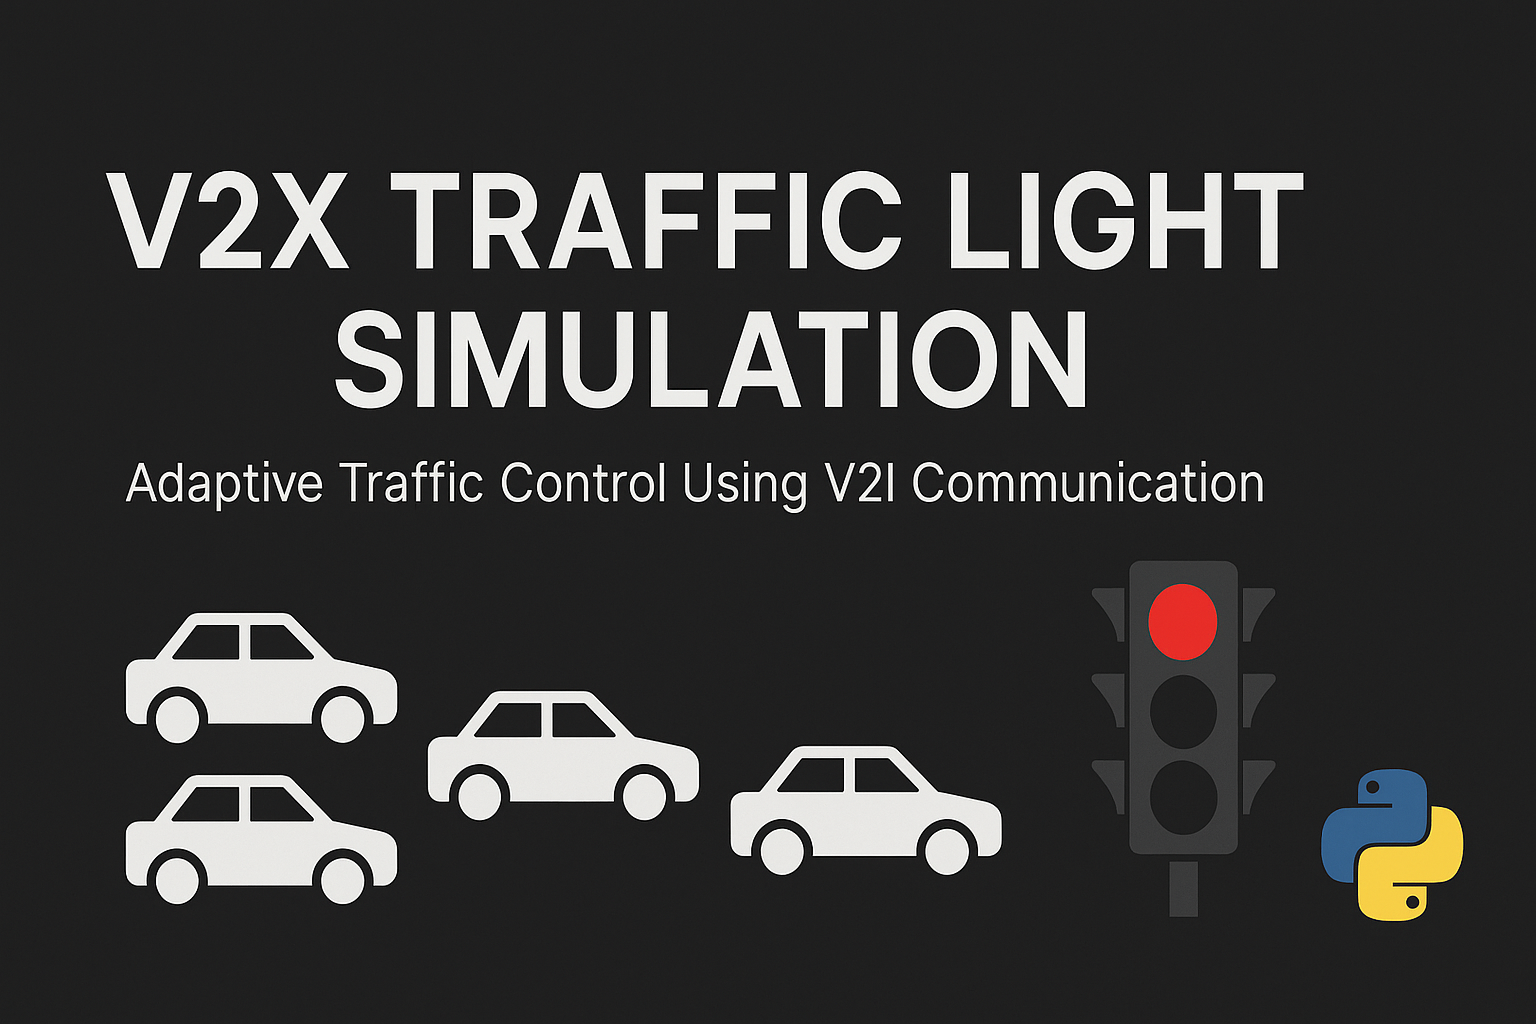 V2X TRAFFIC LIGHT
SIMULATION
Adaptive Traffic Control Using V2I Communication